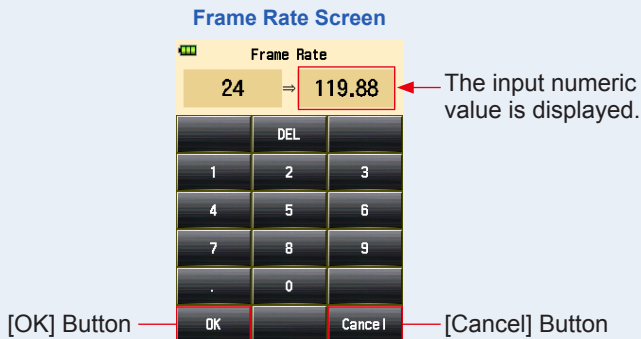 Frame Rate Screen
Frame Rate
24 ⇒ 119.88
The input numeric
value is displayed.
DEL
1 2 3
4 5 6
7 8 9
. 0
[OK] Button
OK Cancel
[Cancel] Button